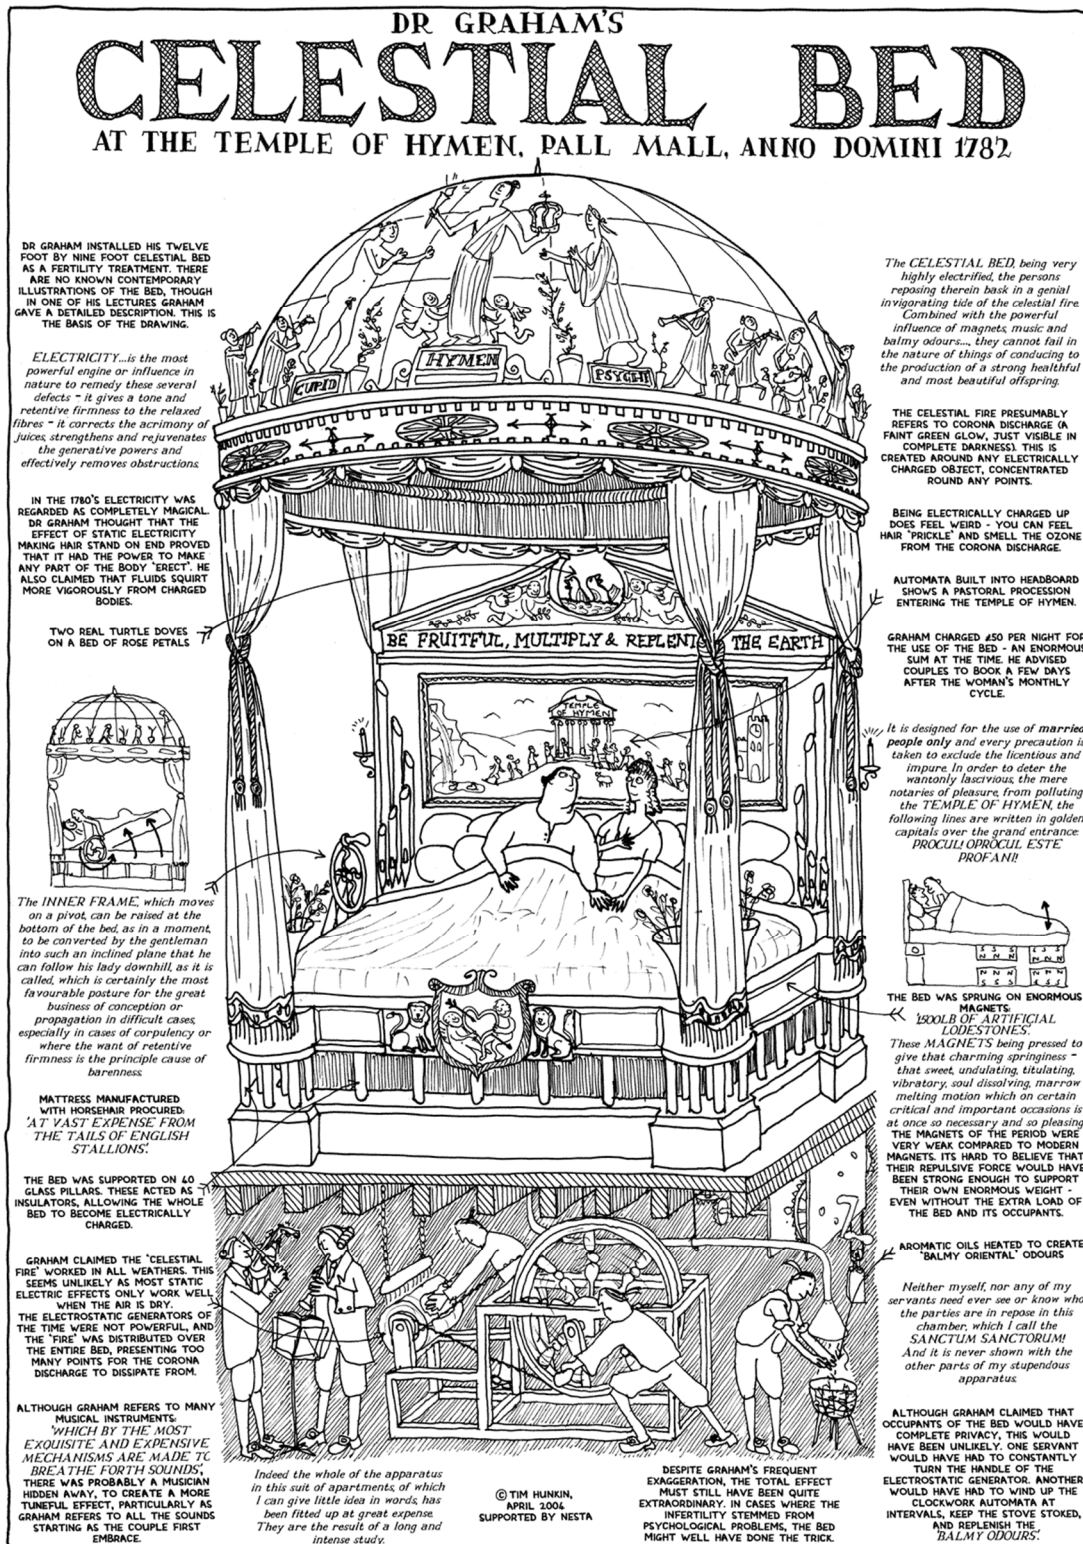 DR GRAHAM'S
CELESTIAL BED
AT THE TEMPLE OF HYMEN, PALL MALL, ANNO DOMINI 1782
DR GRAHAM INSTALLED HIS TWELVE
FOOT BY NINE FOOT CELESTIAL BED
AS A FERTILITY TREATMENT. THERE
ARE NO KNOWN CONTEMPORARY
ILLUSTRATIONS OF THE BED, THOUGH
IN ONE OF HIS LECTURES GRAHAM
GAVE A DETAILED DESCRIPTION. THIS IS
THE BASIS OF THE DRAWING.
ELECTRICITY...is the most
powerful engine or influence in
nature to remedy these several
defects - it gives a tone and
retentive firmness to the relaxed
fibres - it corrects the acrimony of
juices, strengthens and rejuvenates
the generative powers and
effectively removes obstructions.
IN THE 1780'S ELECTRICITY WAS
REGARDED AS COMPLETELY MAGICAL.
DR GRAHAM THOUGHT THAT THE
EFFECT OF STATIC ELECTRICITY
MAKING HAIR STAND ON END PROVED
THAT IT HAD THE POWER TO MAKE
ANY PART OF THE BODY 'ERECT'. HE
ALSO CLAIMED THAT FLUIDS SQUIRT
MORE VIGOROUSLY FROM CHARGED
BODIES.
TWO REAL TURTLE DOVES
ON A BED OF ROSE PETALS
The INNER FRAME, which moves
on a pivot, can be raised at the
bottom of the bed, as in a moment,
to be converted by the gentleman
into such an inclined plane that he
can follow his lady downhill, as it is
called, which is certainly the most
favourable posture for the great
business of conception or
propagation in difficult cases,
especially in cases of corpulency or
where the want of retentive
firmness is the principle cause of
barenness.
MATTRESS MANUFACTURED
WITH HORSEHAIR PROCURED:
'AT VAST EXPENSE FROM
THE TAILS OF ENGLISH
STALLIONS'.
THE BED WAS SUPPORTED ON 40
GLASS PILLARS. THESE ACTED AS
INSULATORS, ALLOWING THE WHOLE
BED TO BECOME ELECTRICALLY
CHARGED.
GRAHAM CLAIMED THE 'CELESTIAL
FIRE' WORKED IN ALL WEATHERS. THIS
SEEMS UNLIKELY AS MOST STATIC
ELECTRIC EFFECTS ONLY WORK WELL
WHEN THE AIR IS DRY.
THE ELECTROSTATIC GENERATORS OF
THE TIME WERE NOT POWERFUL, AND
THE 'FIRE' WAS DISTRIBUTED OVER
THE ENTIRE BED, PRESENTING TOO
MANY POINTS FOR THE CORONA
DISCHARGE TO DISSIPATE FROM.
ALTHOUGH GRAHAM REFERS TO MANY
MUSICAL INSTRUMENTS:
'WHICH BY THE MOST
EXQUISITE AND EXPENSIVE
MECHANISMS ARE MADE TO
BREATHE FORTH SOUNDS',
THERE WAS PROBABLY A MUSICIAN
HIDDEN AWAY, TO CREATE A MORE
TUNEFUL EFFECT, PARTICULARLY AS
GRAHAM REFERS TO ALL THE SOUNDS
STARTING AS THE COUPLE FIRST
EMBRACE.
CUPID
HYMEN
PSYCHE
BE FRUITFUL, MULTIPLY & REPLENI THE EARTH
TEMPLE
OF HYMEN
Indeed the whole of the apparatus
in this suit of apartments, of which
I can give little idea in words, has
been fitted up at great expense.
They are the result of a long and
intense study.
© TIM HUNKIN,
APRIL 2004
SUPPORTED BY NESTA
DESPITE GRAHAM'S FREQUENT
EXAGGERATION, THE TOTAL EFFECT
MUST STILL HAVE BEEN QUITE
EXTRAORDINARY. IN CASES WHERE THE
INFERTILITY STEMMED FROM
PSYCHOLOGICAL PROBLEMS, THE BED
MIGHT WELL HAVE DONE THE TRICK.
The CELESTIAL BED, being very
highly electrified, the persons
reposing therein bask in a genial
invigorating tide of the celestial fire.
Combined with the powerful
influence of magnets, music and
balmy odours..., they cannot fail in
the nature of things of conducing to
the production of a strong healthful
and most beautiful offspring.
THE CELESTIAL FIRE PRESUMABLY
REFERS TO CORONA DISCHARGE (A
FAINT GREEN GLOW, JUST VISIBLE IN
COMPLETE DARKNESS). THIS IS
CREATED AROUND ANY ELECTRICALLY
CHARGED OBJECT, CONCENTRATED
ROUND ANY POINTS.
BEING ELECTRICALLY CHARGED UP
DOES FEEL WEIRD - YOU CAN FEEL
HAIR 'PRICKLE' AND SMELL THE OZONE
FROM THE CORONA DISCHARGE.
AUTOMATA BUILT INTO HEADBOARD
SHOWS A PASTORAL PROCESSION
ENTERING THE TEMPLE OF HYMEN.
GRAHAM CHARGED £50 PER NIGHT FOR
THE USE OF THE BED - AN ENORMOUS
SUM AT THE TIME. HE ADVISED
COUPLES TO BOOK A FEW DAYS
AFTER THE WOMAN'S MONTHLY
CYCLE.
It is designed for the use of married
people only and every precaution is
taken to exclude the licentious and
impure. In order to deter the
wantonly lascivious, the mere
notaries of pleasure, from polluting
the TEMPLE OF HYMEN, the
following lines are written in golden
capitals over the grand entrance:
PROCUL! OPROCUL ESTE
PROFANI!
S S S S S S
N N N N N N
N N N N N N
S S S S S S
THE BED WAS SPRUNG ON ENORMOUS
MAGNETS:
'1500LB OF ARTIFICIAL
LODESTONES'.
These MAGNETS being pressed to
give that charming springiness -
that sweet, undulating, titulating,
vibratory, soul dissolving, marrow
melting motion which on certain
critical and important occasions is
at once so necessary and so pleasing.
THE MAGNETS OF THE PERIOD WERE
VERY WEAK COMPARED TO MODERN
MAGNETS. ITS HARD TO BELIEVE THAT
THEIR REPULSIVE FORCE WOULD HAVE
BEEN STRONG ENOUGH TO SUPPORT
THEIR OWN ENORMOUS WEIGHT -
EVEN WITHOUT THE EXTRA LOAD OF
THE BED AND ITS OCCUPANTS.
AROMATIC OILS HEATED TO CREATE
'BALMY ORIENTAL' ODOURS
Neither myself, nor any of my
servants need ever see or know who
the parties are in repose in this
chamber, which I call the
SANCTUM SANCTORUM!
And it is never shown with the
other parts of my stupendous
apparatus.
ALTHOUGH GRAHAM CLAIMED THAT
OCCUPANTS OF THE BED WOULD HAVE
COMPLETE PRIVACY, THIS WOULD
HAVE BEEN UNLIKELY. ONE SERVANT
WOULD HAVE HAD TO CONSTANTLY
TURN THE HANDLE OF THE
ELECTROSTATIC GENERATOR. ANOTHER
WOULD HAVE HAD TO WIND UP THE
CLOCKWORK AUTOMATA AT
INTERVALS, KEEP THE STOVE STOKED,
AND REPLENISH THE
'BALMY ODOURS'.